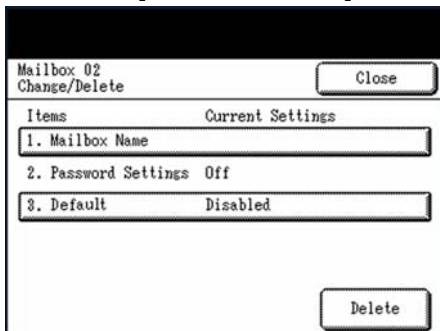 Mailbox 02
Change/Delete
Close
Items Current Settings
1. Mailbox Name
2. Password Settings Off
3. Default Disabled
Delete